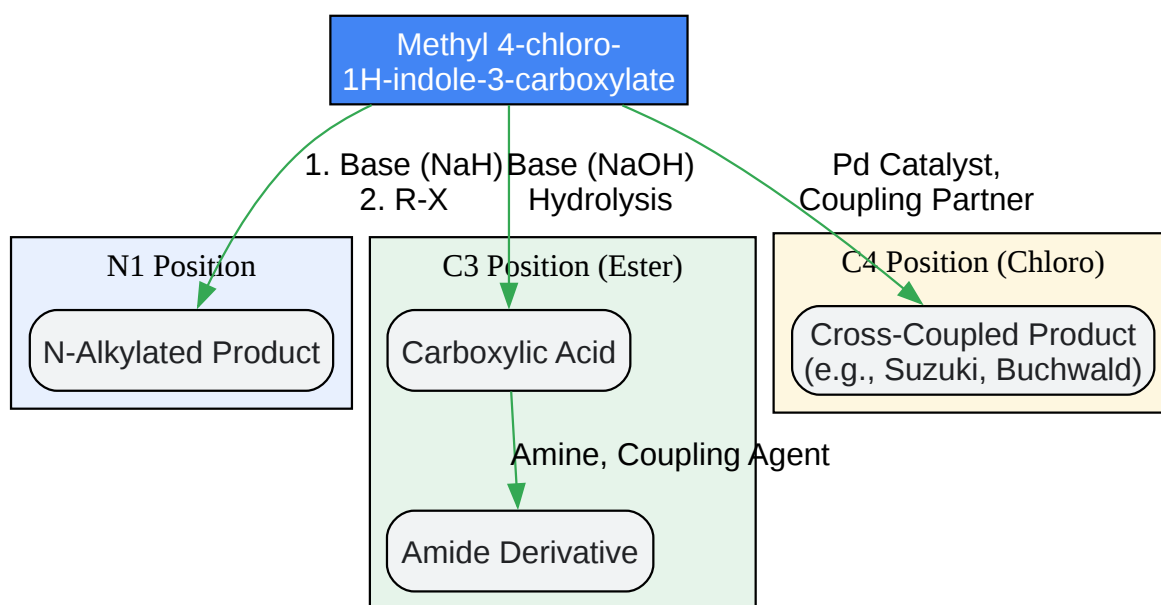 Methyl 4-chloro-
1H-indole-3-carboxylate
1. Base (NaH)
2. R-X
Base (NaOH)
Hydrolysis
Pd Catalyst,
Coupling Partner
N1 Position
N-Alkylated Product
C3 Position (Ester)
Carboxylic Acid
Amine, Coupling Agent
Amide Derivative
C4 Position (Chloro)
Cross-Coupled Product
(e.g., Suzuki, Buchwald)